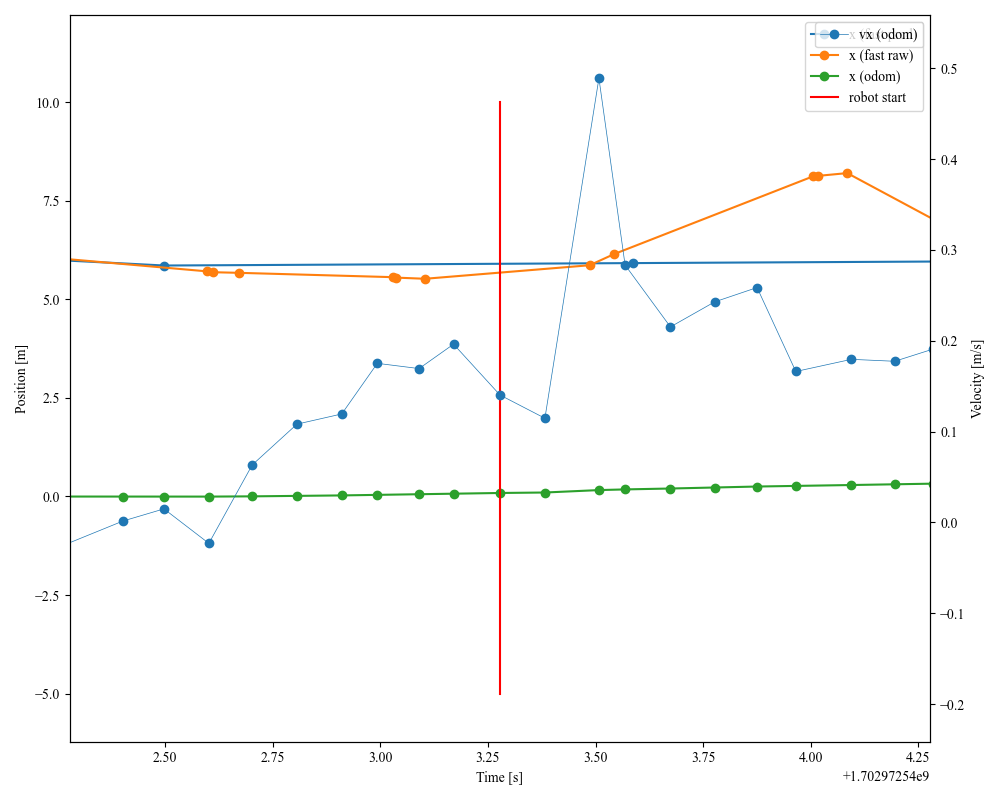 vx (odom)
x (fast raw)
x (odom)
robot start
10.0
7.5
5.0
2.5
0.0
−2.5
−5.0
Position [m]
0.5
0.4
0.3
0.2
0.1
0.0
−0.1
−0.2
Velocity [m/s]
2.50
2.75
3.00
3.25
3.50
3.75
4.00
4.25
Time [s]
+1.70297254e9